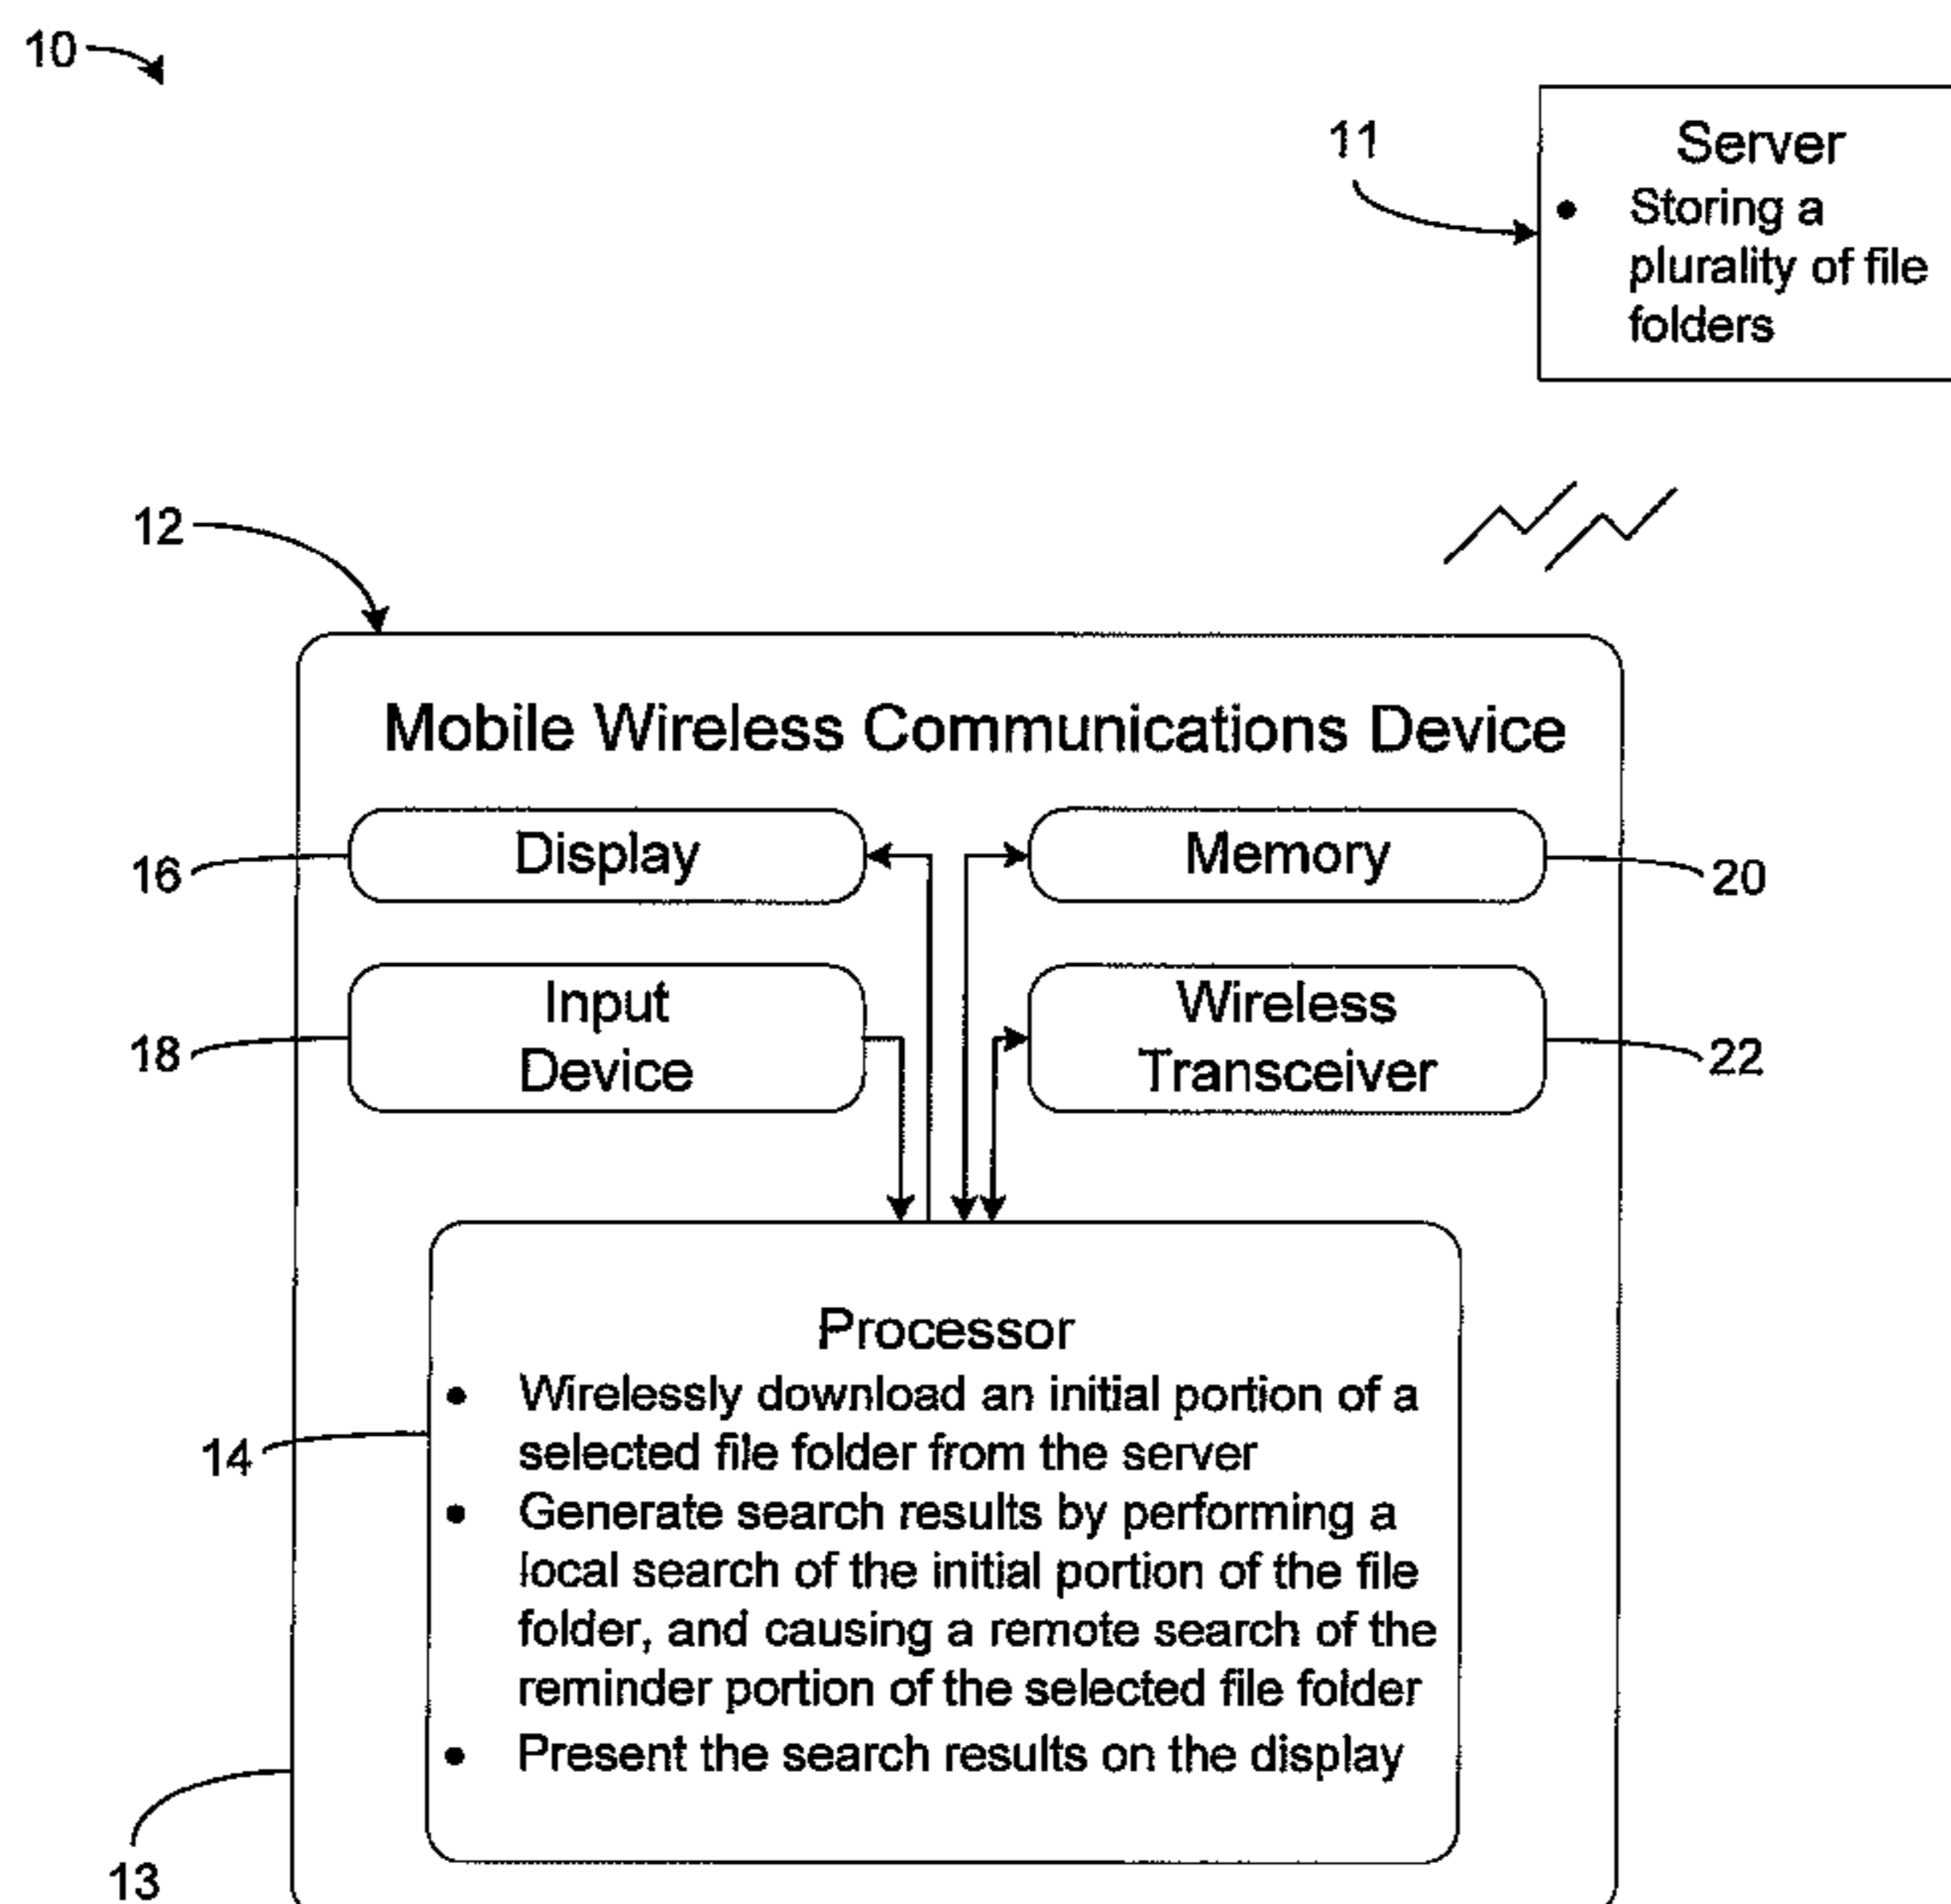 10
11
Server
• Storing a
plurality of file
folders
12
Mobile Wireless Communications Device
Display
Memory
16
20
Input
Device
Wireless
Transceiver
18
22
Processor
• Wirelessly download an initial portion of a
selected file folder from the server
14
• Generate search results by performing a
local search of the initial portion of the file
folder, and causing a remote search of the
reminder portion of the selected file folder
• Present the search results on the display
13